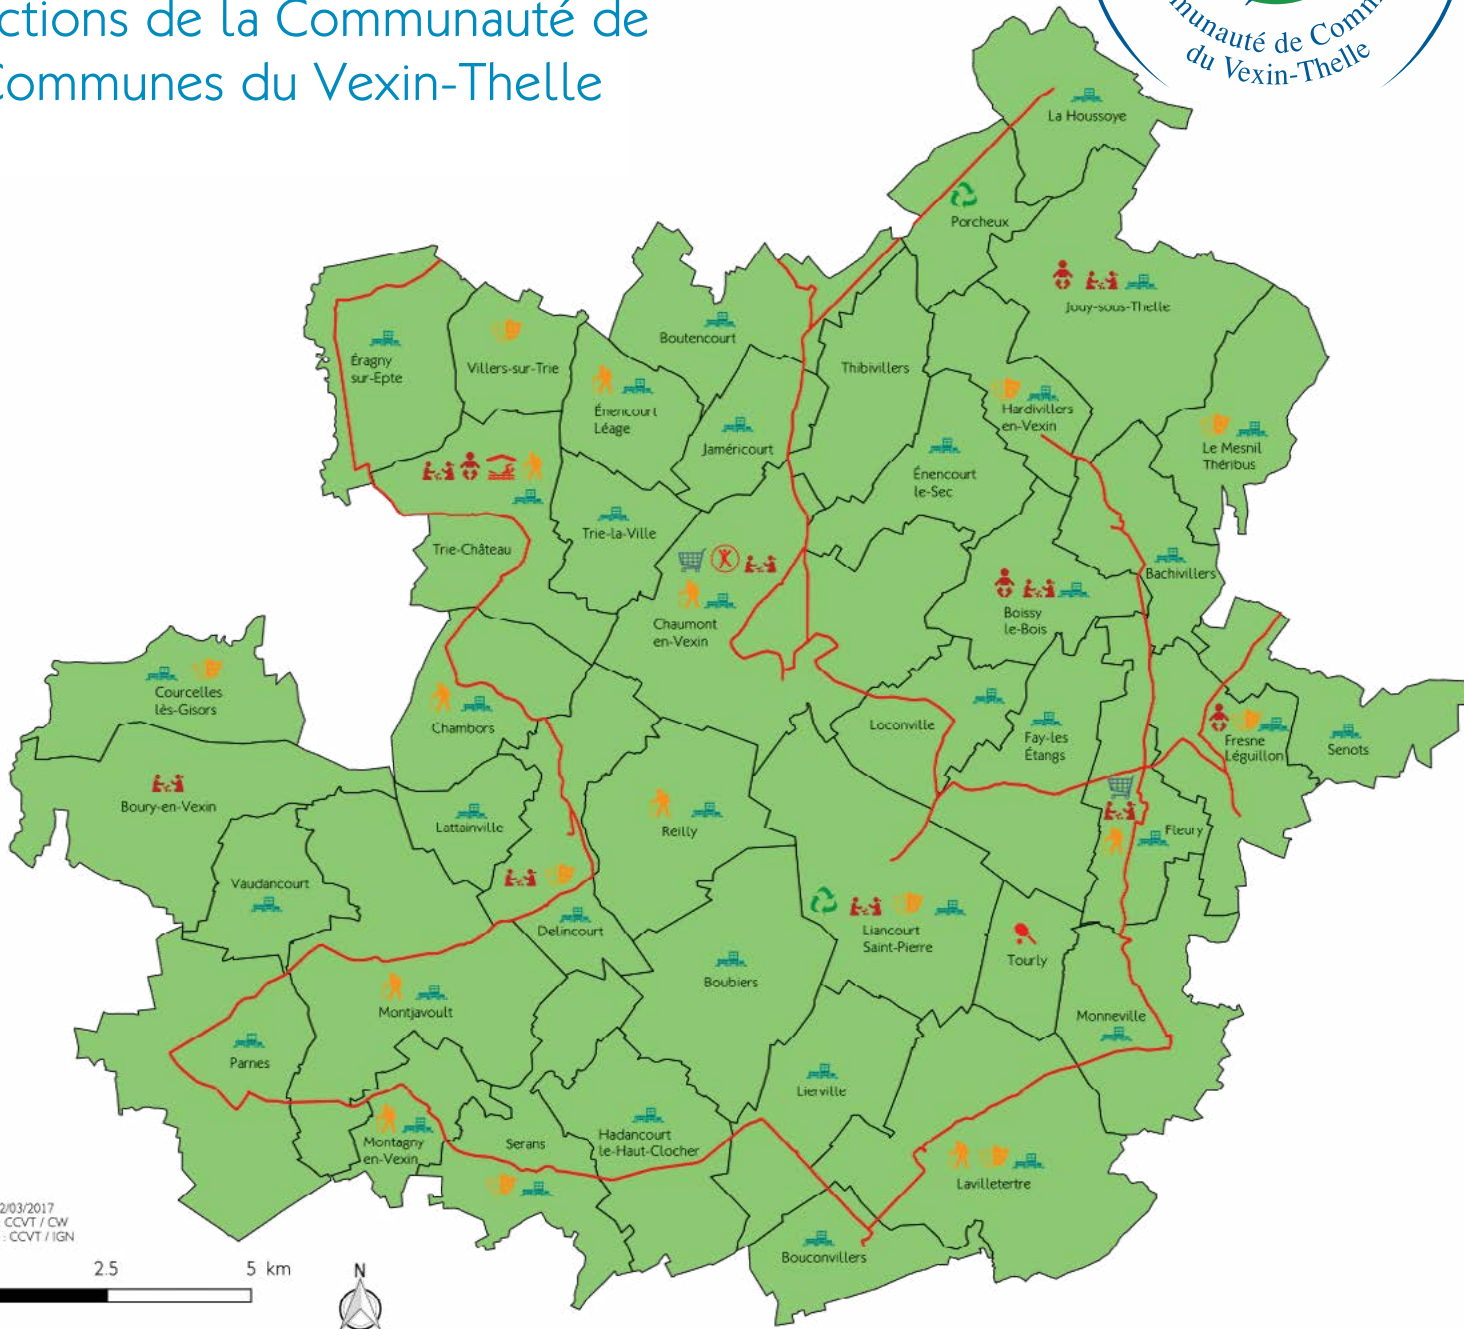 ctions de la Communauté de
Communes du Vexin-Thelle
munauté de Comm
du Vexin-Thelle
La Houssoye
Porcheux
Jouy-sous-Thelle
Boutencourt
Éragny
sur-Epte
Villers-sur-Trie
Thibivillers
Énencourt
Léage
Hardivillers
en-Vexin
Jaméricourt
Le Mesnil
Théribus
Énencourt
le-Sec
Trie-la-Ville
Trie-Château
Bachivillers
Chaumont
en-Vexin
Boissy
le-Bois
Courcelles
lès-Gisors
Chambors
Loconville
Fay-les
Étangs
Fresne
Léguillon
Senots
Boury-en-Vexin
Lattainville
Reilly
Fleury
Vaudancourt
Delincourt
Liancourt
Saint-Pierre
Tourly
Boubiers
Montjavoult
Monneville
Parnes
Lierville
Montagny
en-Vexin
Serans
Hadancourt
le-Haut-Clocher
Lavilletertre
Bouconvillers
2/03/2017
: CCVT / CW
: CCVT / IGN
2.5
5 km
N